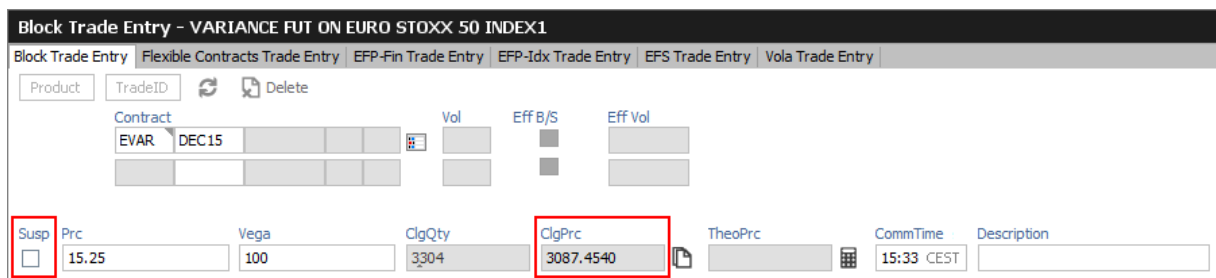 Block Trade Entry - VARIANCE FUT ON EURO STOXX 50 INDEX1
Block Trade Entry Flexible Contracts Trade Entry EFP-Fin Trade Entry EFP-Idx Trade Entry EFS Trade Entry Vola Trade Entry
Product TradeID Delete
Contract Vol Eff B/S Eff Vol
EVAR DEC15
Susp Prc Vega ClgQty ClgPrc TheoPrc CommTime Description
15.25 100 3304 3087.4540 15:33 CEST